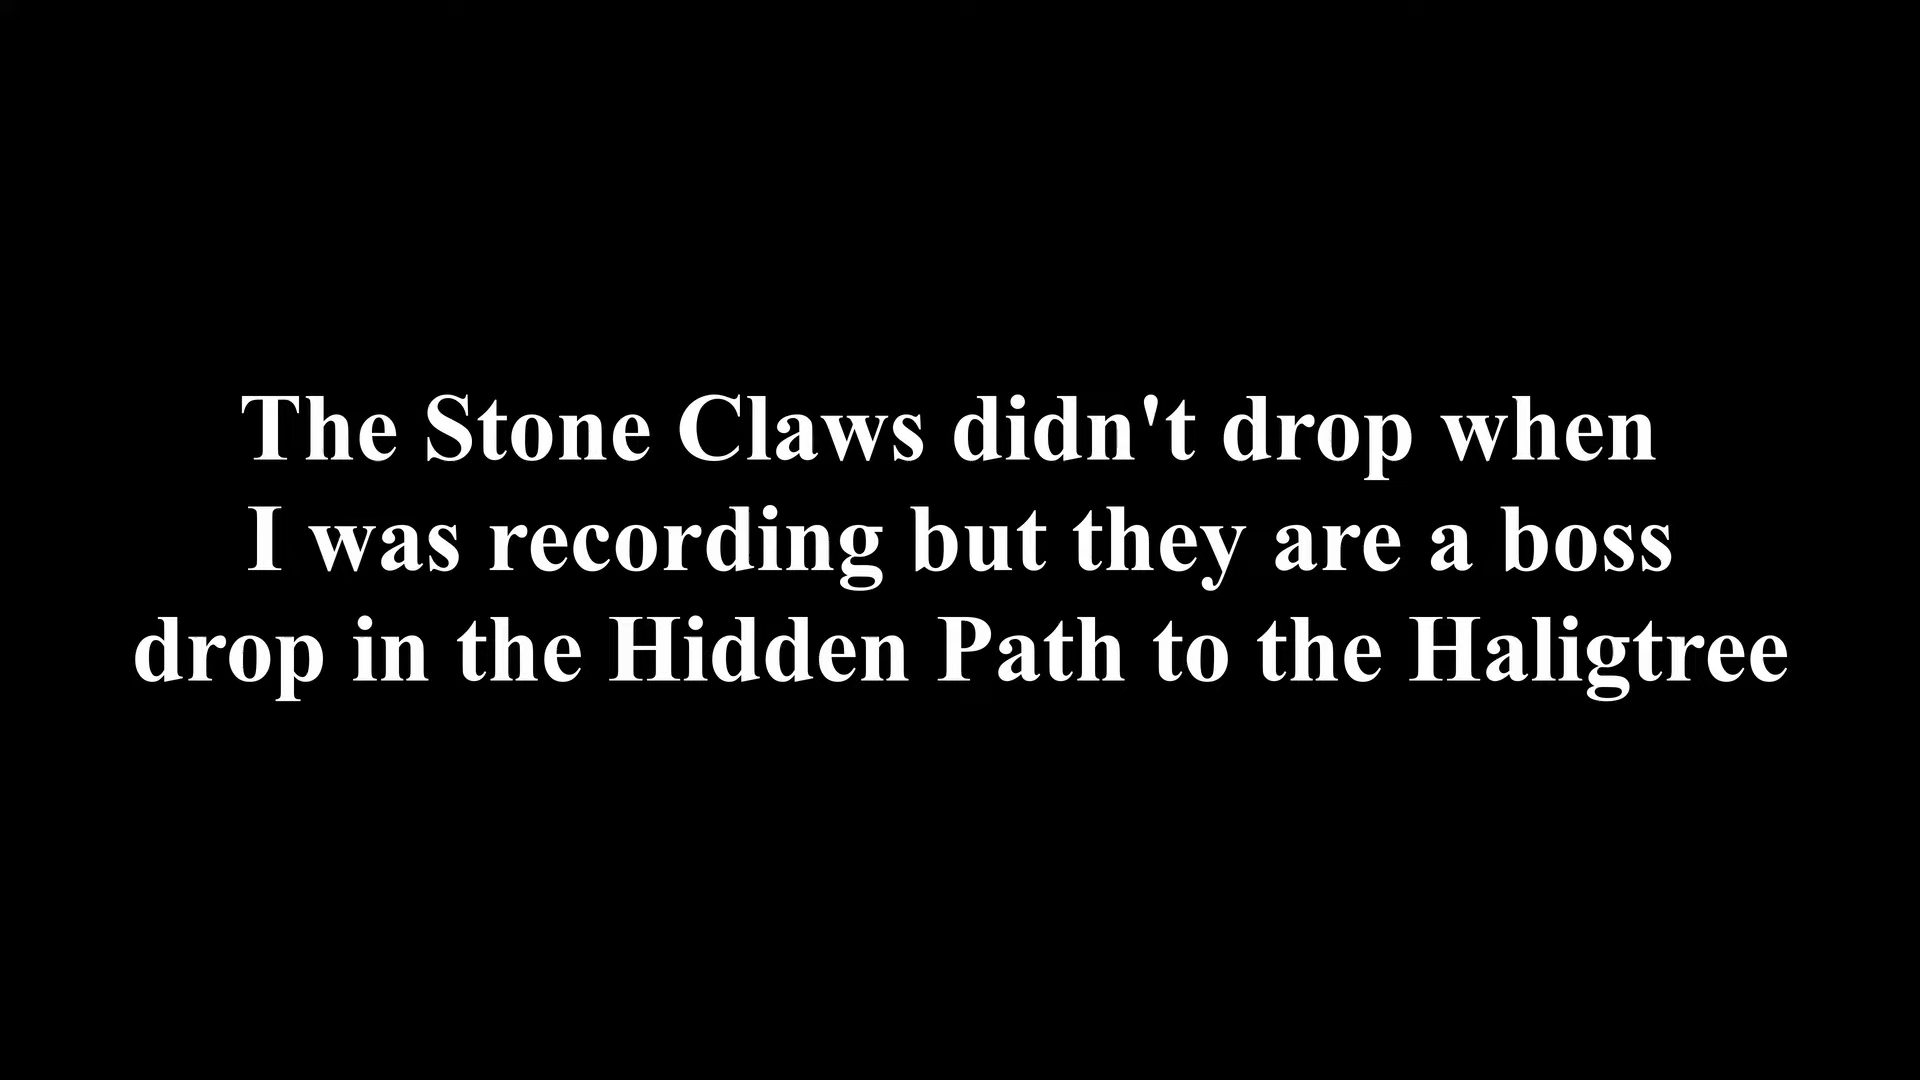 The Stone Claws didn't drop when
I was recording but they are a boss
drop in the Hidden Path to the Haligtree